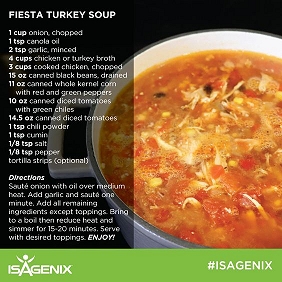 FIESTA TURKEY SOUP
1 cup onion, chopped
1 tsp canola oil
2 tsp garlic, minced
4 cups chicken or turkey broth
3 cups cooked chicken, chopped
15 oz canned black beans, drained
11 oz canned whole kernel corn
with red and green peppers
10 oz canned diced tomatoes
with green chiles
14.5 oz canned diced tomatoes
1 tsp chili powder
1 tsp cumin
1/8 tsp salt
1/8 tsp pepper
tortilla strips (optional)
Directions
Sauté onion with oil over medium
heat. Add garlic and sauté one
minute. Add all remaining
ingredients except toppings. Bring
to a boil then reduce heat and
simmer for 15-20 minutes. Serve
with desired toppings. ENJOY!
ISAGENIX
#ISAGENIX